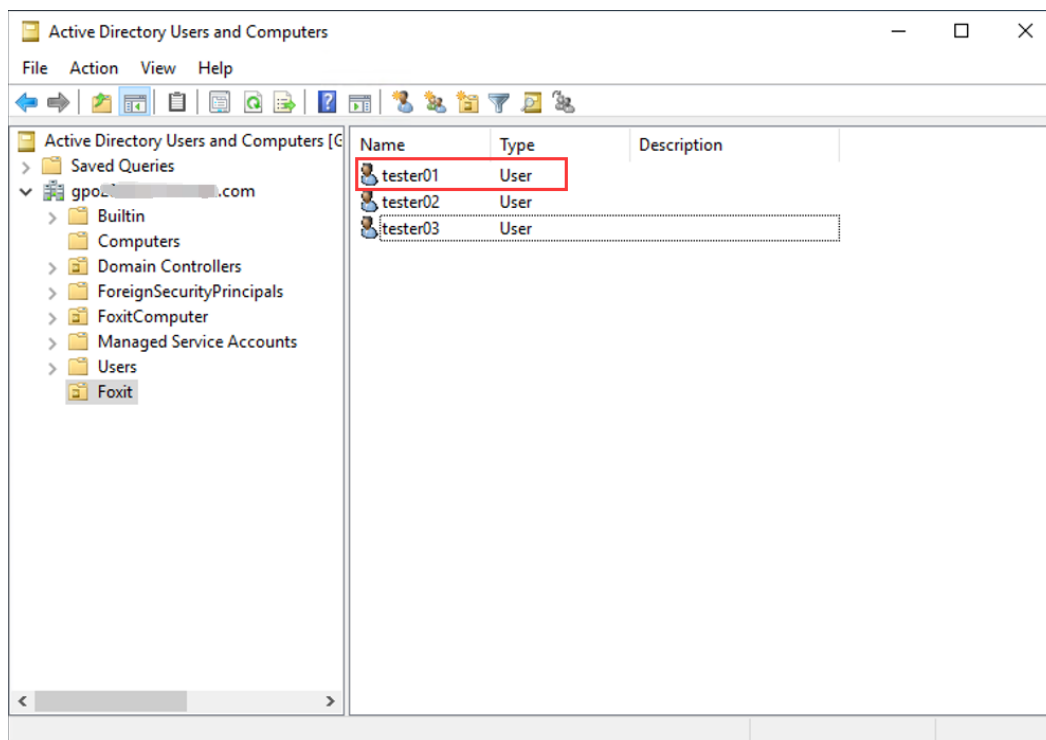 Active Directory Users and Computers
File Action View Help
Active Directory Users and Computers [G
Saved Queries
.com
Builtin
Computers
Domain Controllers
ForeignSecurityPrincipals
FoxitComputer
Managed Service Accounts
Users
Foxit
Name Type Description
tester01 User
tester02 User
tester03 User